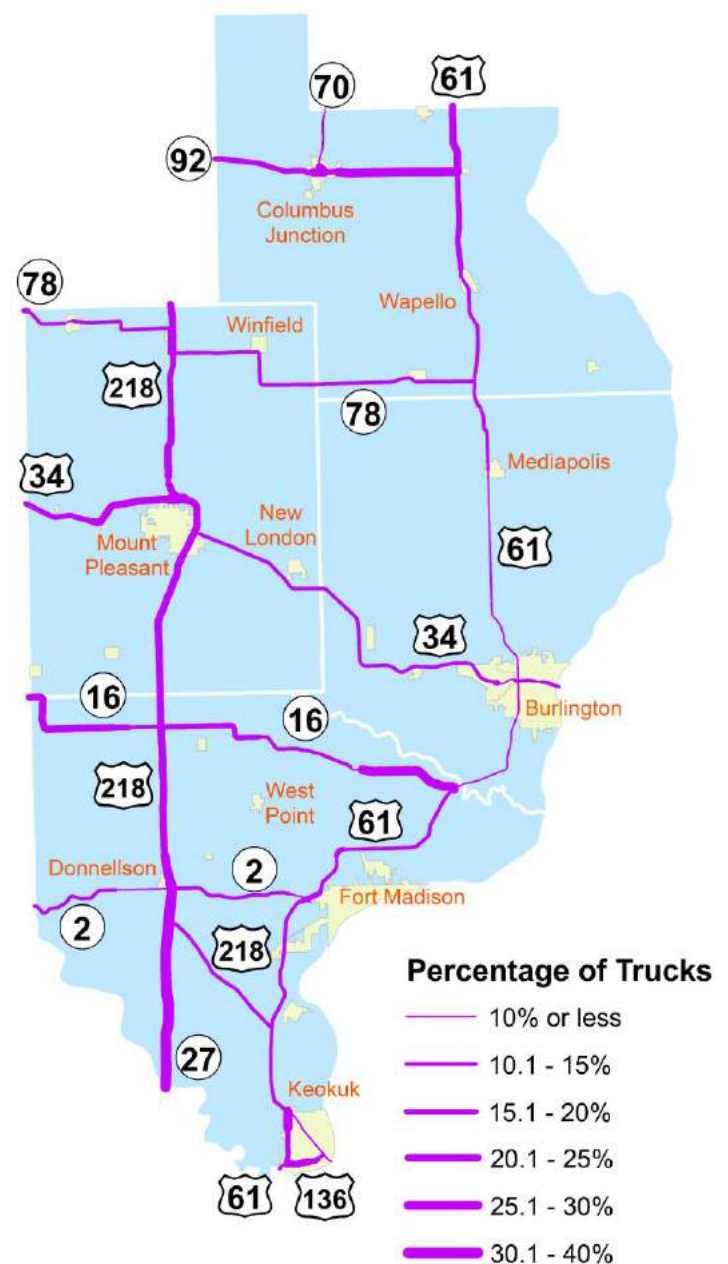 70
61
92
Columbus
Junction
78
Wapello
Winfield
218
78
34
Mediapolis
New
London
Mount
Pleasant
61
34
16
16
Burlington
218
West
Point
61
Donnellson
2
Fort Madison
2
218
Percentage of Trucks
10% or less
27
10.1 - 15%
Keokuk
15.1 - 20%
20.1 - 25%
61
136
25.1 - 30%
30.1 - 40%